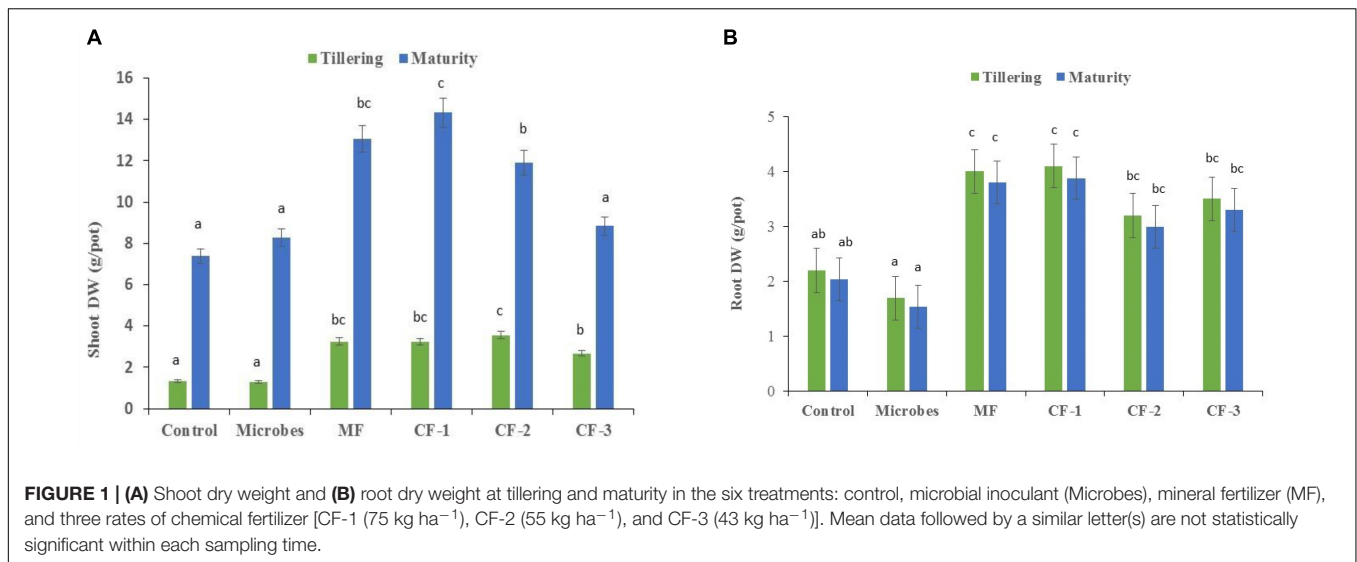 A
Tillering Maturity
Shoot DW (g/pot)
16
14
12
10
8
6
4
2
0
a a bc bc c b
a a bc c b a
Control Microbes MF CF-1 CF-2 CF-3
B
Tillering Maturity
Root DW (g/pot)
5
4
3
2
1
0
ab ab a a c c c c bc bc bc bc
Control Microbes MF CF-1 CF-2 CF-3
FIGURE 1 | (A) Shoot dry weight and (B) root dry weight at tillering and maturity in the six treatments: control, microbial inoculant (Microbes), mineral fertilizer (MF),
and three rates of chemical fertilizer [CF-1 (75 kg ha−1), CF-2 (55 kg ha−1), and CF-3 (43 kg ha−1)]. Mean data followed by a similar letter(s) are not statistically
significant within each sampling time.